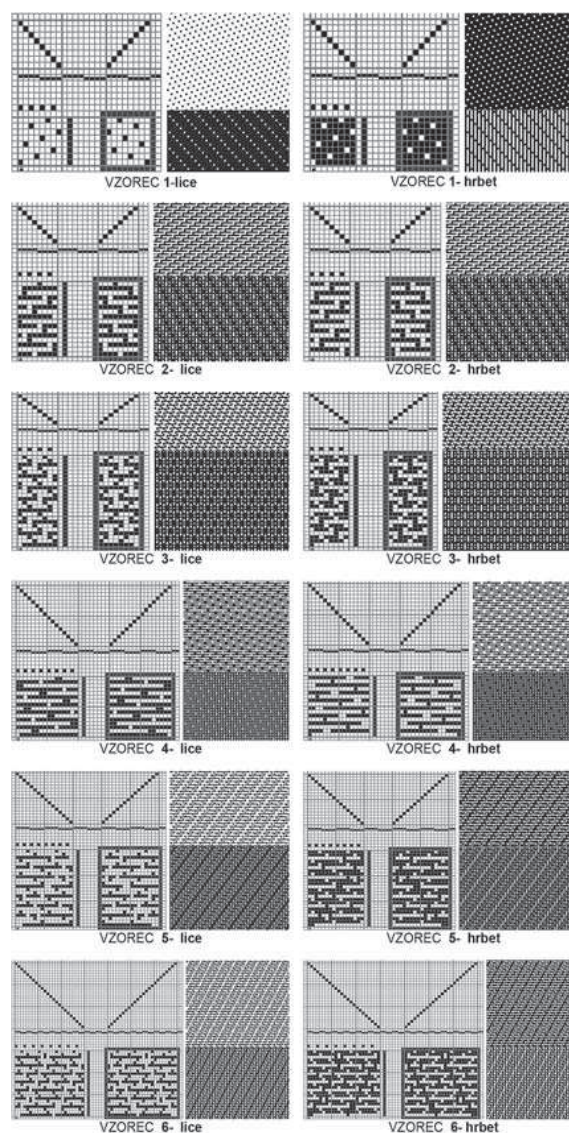 VZOREC 1-lice
VZOREC 1- hrbet
VZOREC 2- lice
VZOREC 2- hrbet
VZOREC 3- lice
VZOREC 3- hrbet
VZOREC 4- lice
VZOREC 4- hrbet
VZOREC 5- lice
VZOREC 5- hrbet
VZOREC 6- lice
VZOREC 6- hrbet